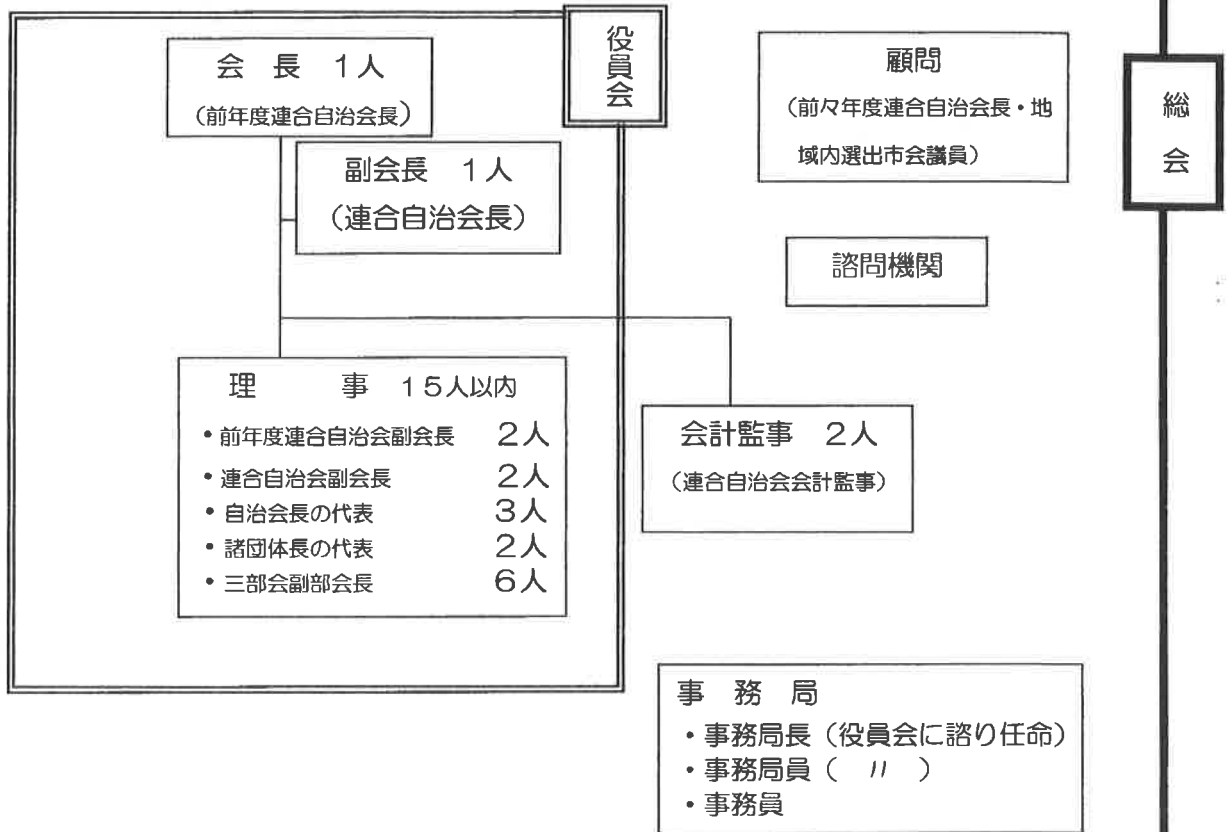 役員会
会 長 1人
(前年度連合自治会長)
副会長 1人
(連合自治会長)
理 事 15人以内
・前年度連合自治会副会長 2人
・連合自治会副会長 2人
・自治会長の代表 3人
・諸団体長の代表 2人
・三部会副部会長 6人
顧問
(前々年度連合自治会長・地
域内選出市会議員)
諮問機関
会計監事 2人
(連合自治会会計監事)
事 務 局
・事務局長(役員会に諮り任命)
・事務局員( 〃 )
・事務員
総
会